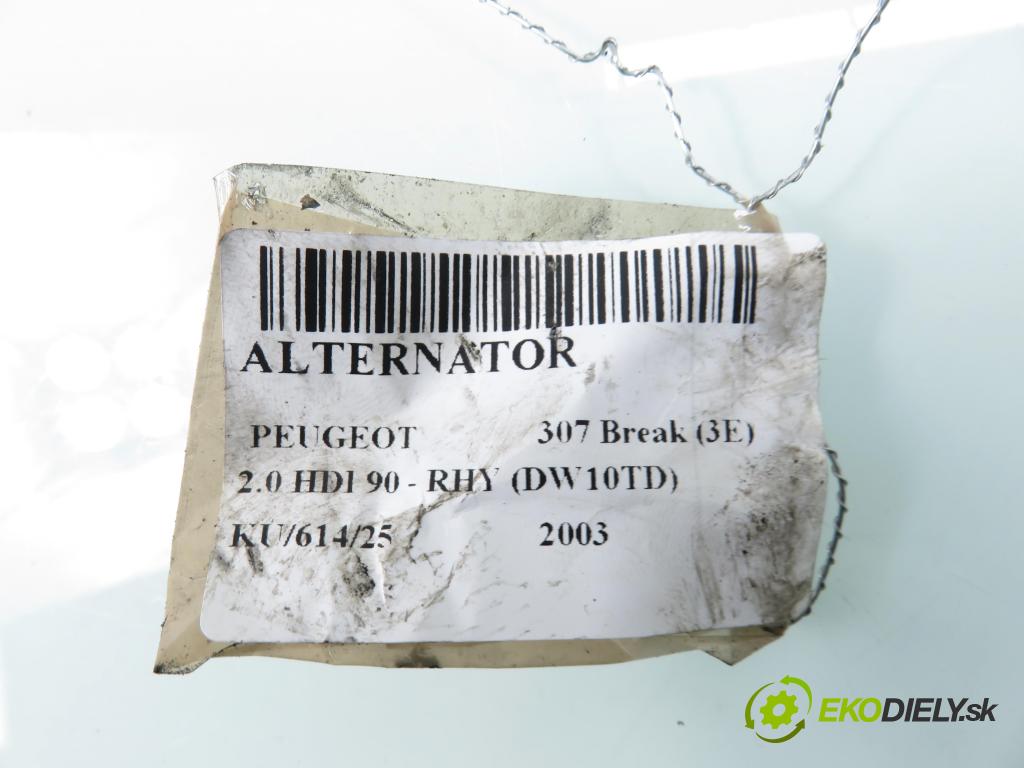 ALTERNATOR
PEUGEOT 307 Break (3E)
2.0 HDI 90 - RHY (DW10TD)
KU/614/25 2003
EKODIELY.sk